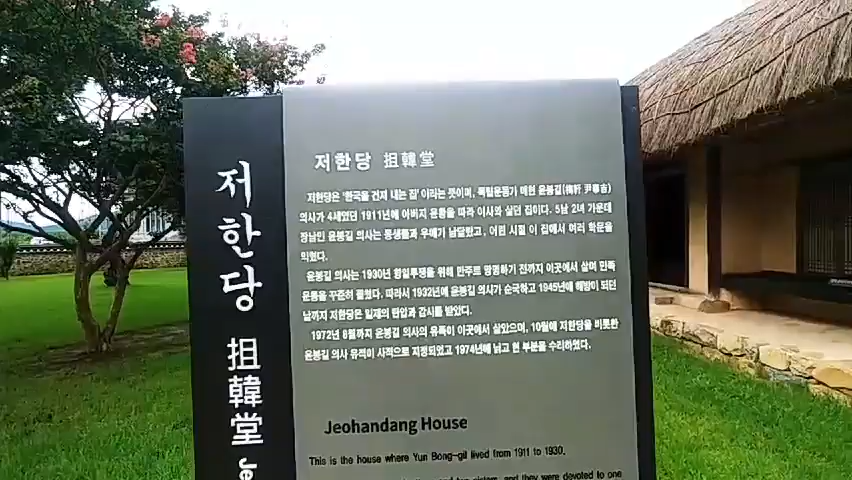 저한당 祖韓堂
저한당 祖韓堂
저한당은 '한국을 건져 내는 집' 이라는 뜻이며, 독립운동가 매헌 윤봉길(梅軒 尹奉吉)
의사가 4세였던 1911년에 아버지 윤황을 따라 이사와 살던 집이다. 5남 2녀 가운데
장남인 윤봉길 의사는 동생들과 우애가 남달랐고, 어린 시절 이 집에서 여러 학문을
익혔다.
윤봉길 의사는 1930년 항일투쟁을 위해 만주로 망명하기 전까지 이곳에서 살며 민족
운동을 꾸준히 폈다. 따라서 1932년에 윤봉길 의사가 순국하고 1945년에 해방이 되던
날까지 저한당은 일제의 탄압과 감시를 받았다.
1972년 8월까지 윤봉길 의사의 유족이 이곳에서 살았으며, 10월에 저한당을 비롯한
윤봉길 의사 유적이 사적으로 지정되었고 1974년에 낡고 헌 부분을 수리하였다.
Jeohandang House
This is the house where Yun Bong-gil lived from 1911 to 1930.
two sisters, and they were devoted to one